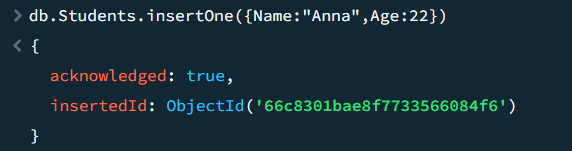 > db.Students.insertOne({Name:"Anna",Age:22})
< {
acknowledged: true,
insertedId: ObjectId('66c8301bae8f7733566084f6')
}